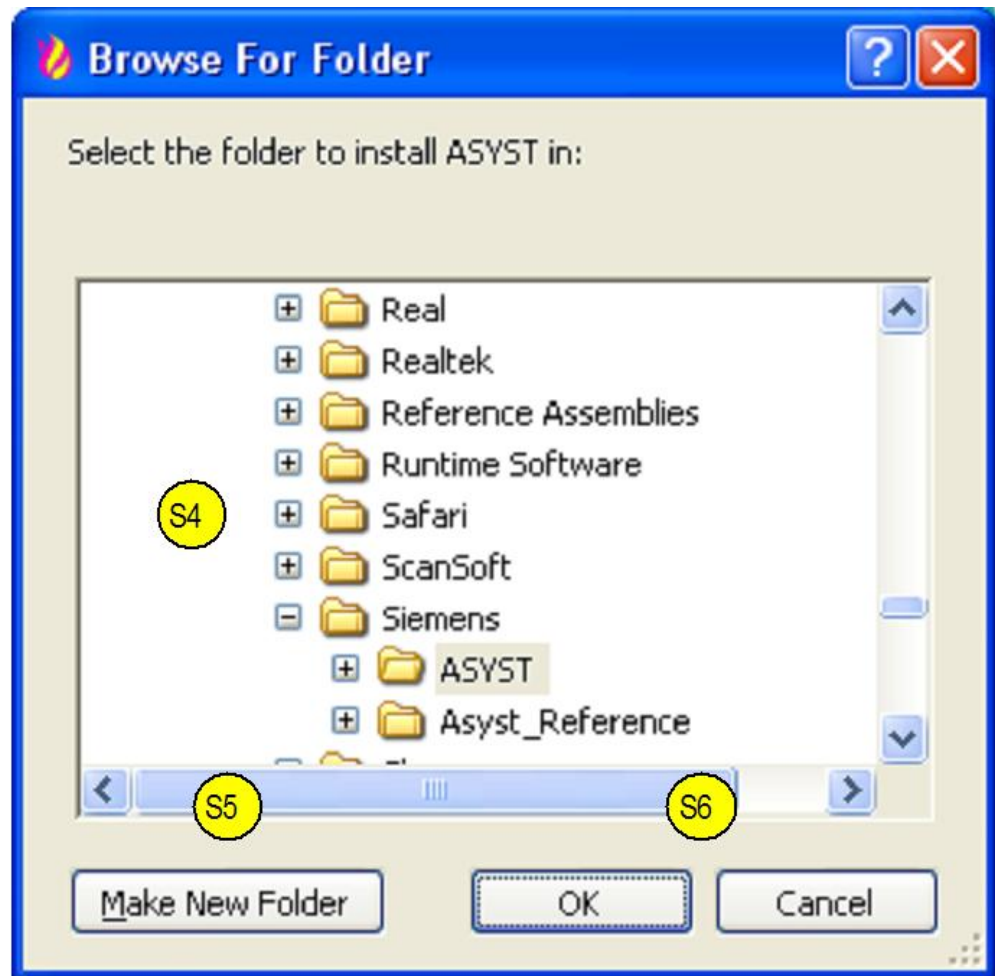 Browse For Folder
Select the folder to install ASYST in:
Real
Realtek
Reference Assemblies
Runtime Software
S4
Safari
ScanSoft
Siemens
ASYST
Asyst_Reference
S5
S6
Make New Folder
OK
Cancel